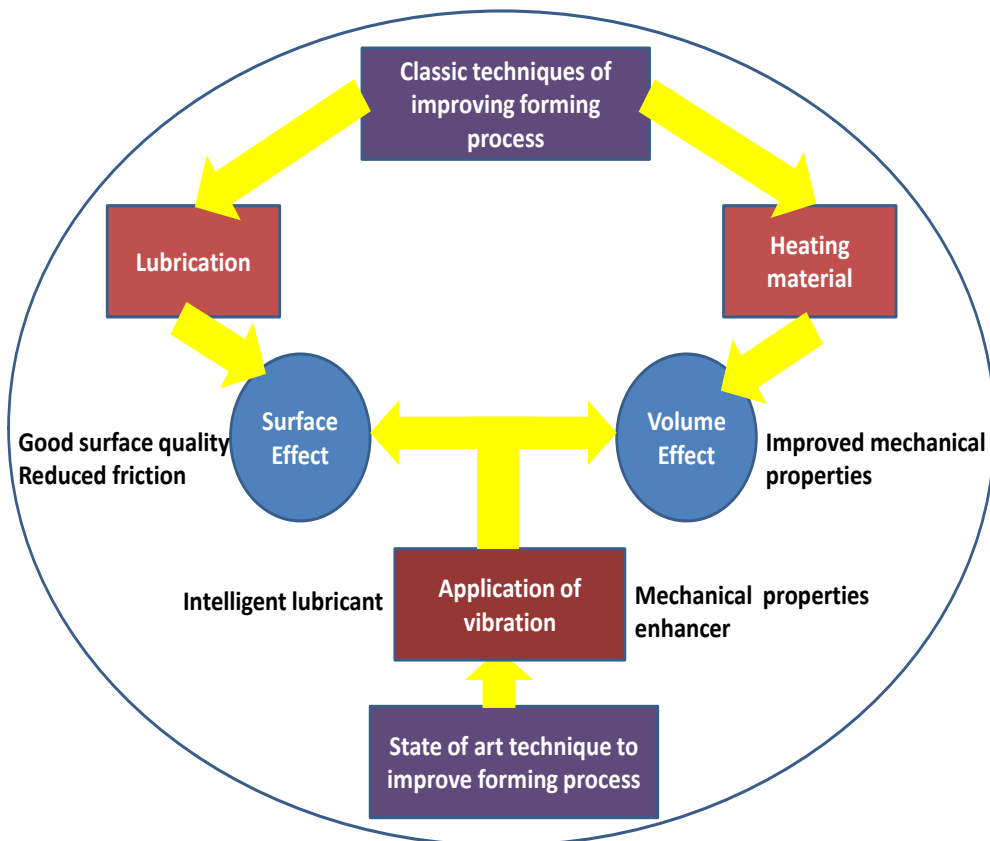 Classic techniques of
improving forming
process
Lubrication
Heating
material
Surface
Effect
Volume
Effect
Good surface quality
Reduced friction
Improved mechanical
properties
Intelligent lubricant
Application of
vibration
Mechanical properties
enhancer
State of art technique to
improve forming process